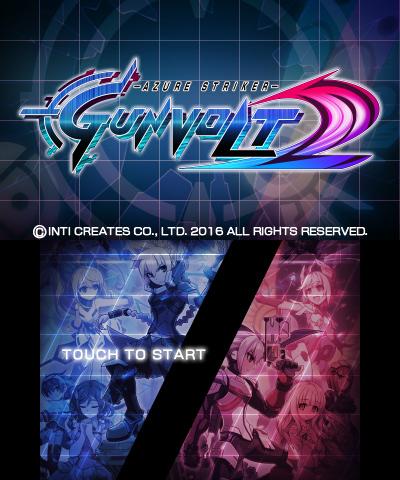 -AZURE STRIKER-
GUNVOLT 2
©INTI CREATES CO., LTD. 2016 ALL RIGHTS RESERVED.
TOUCH TO START